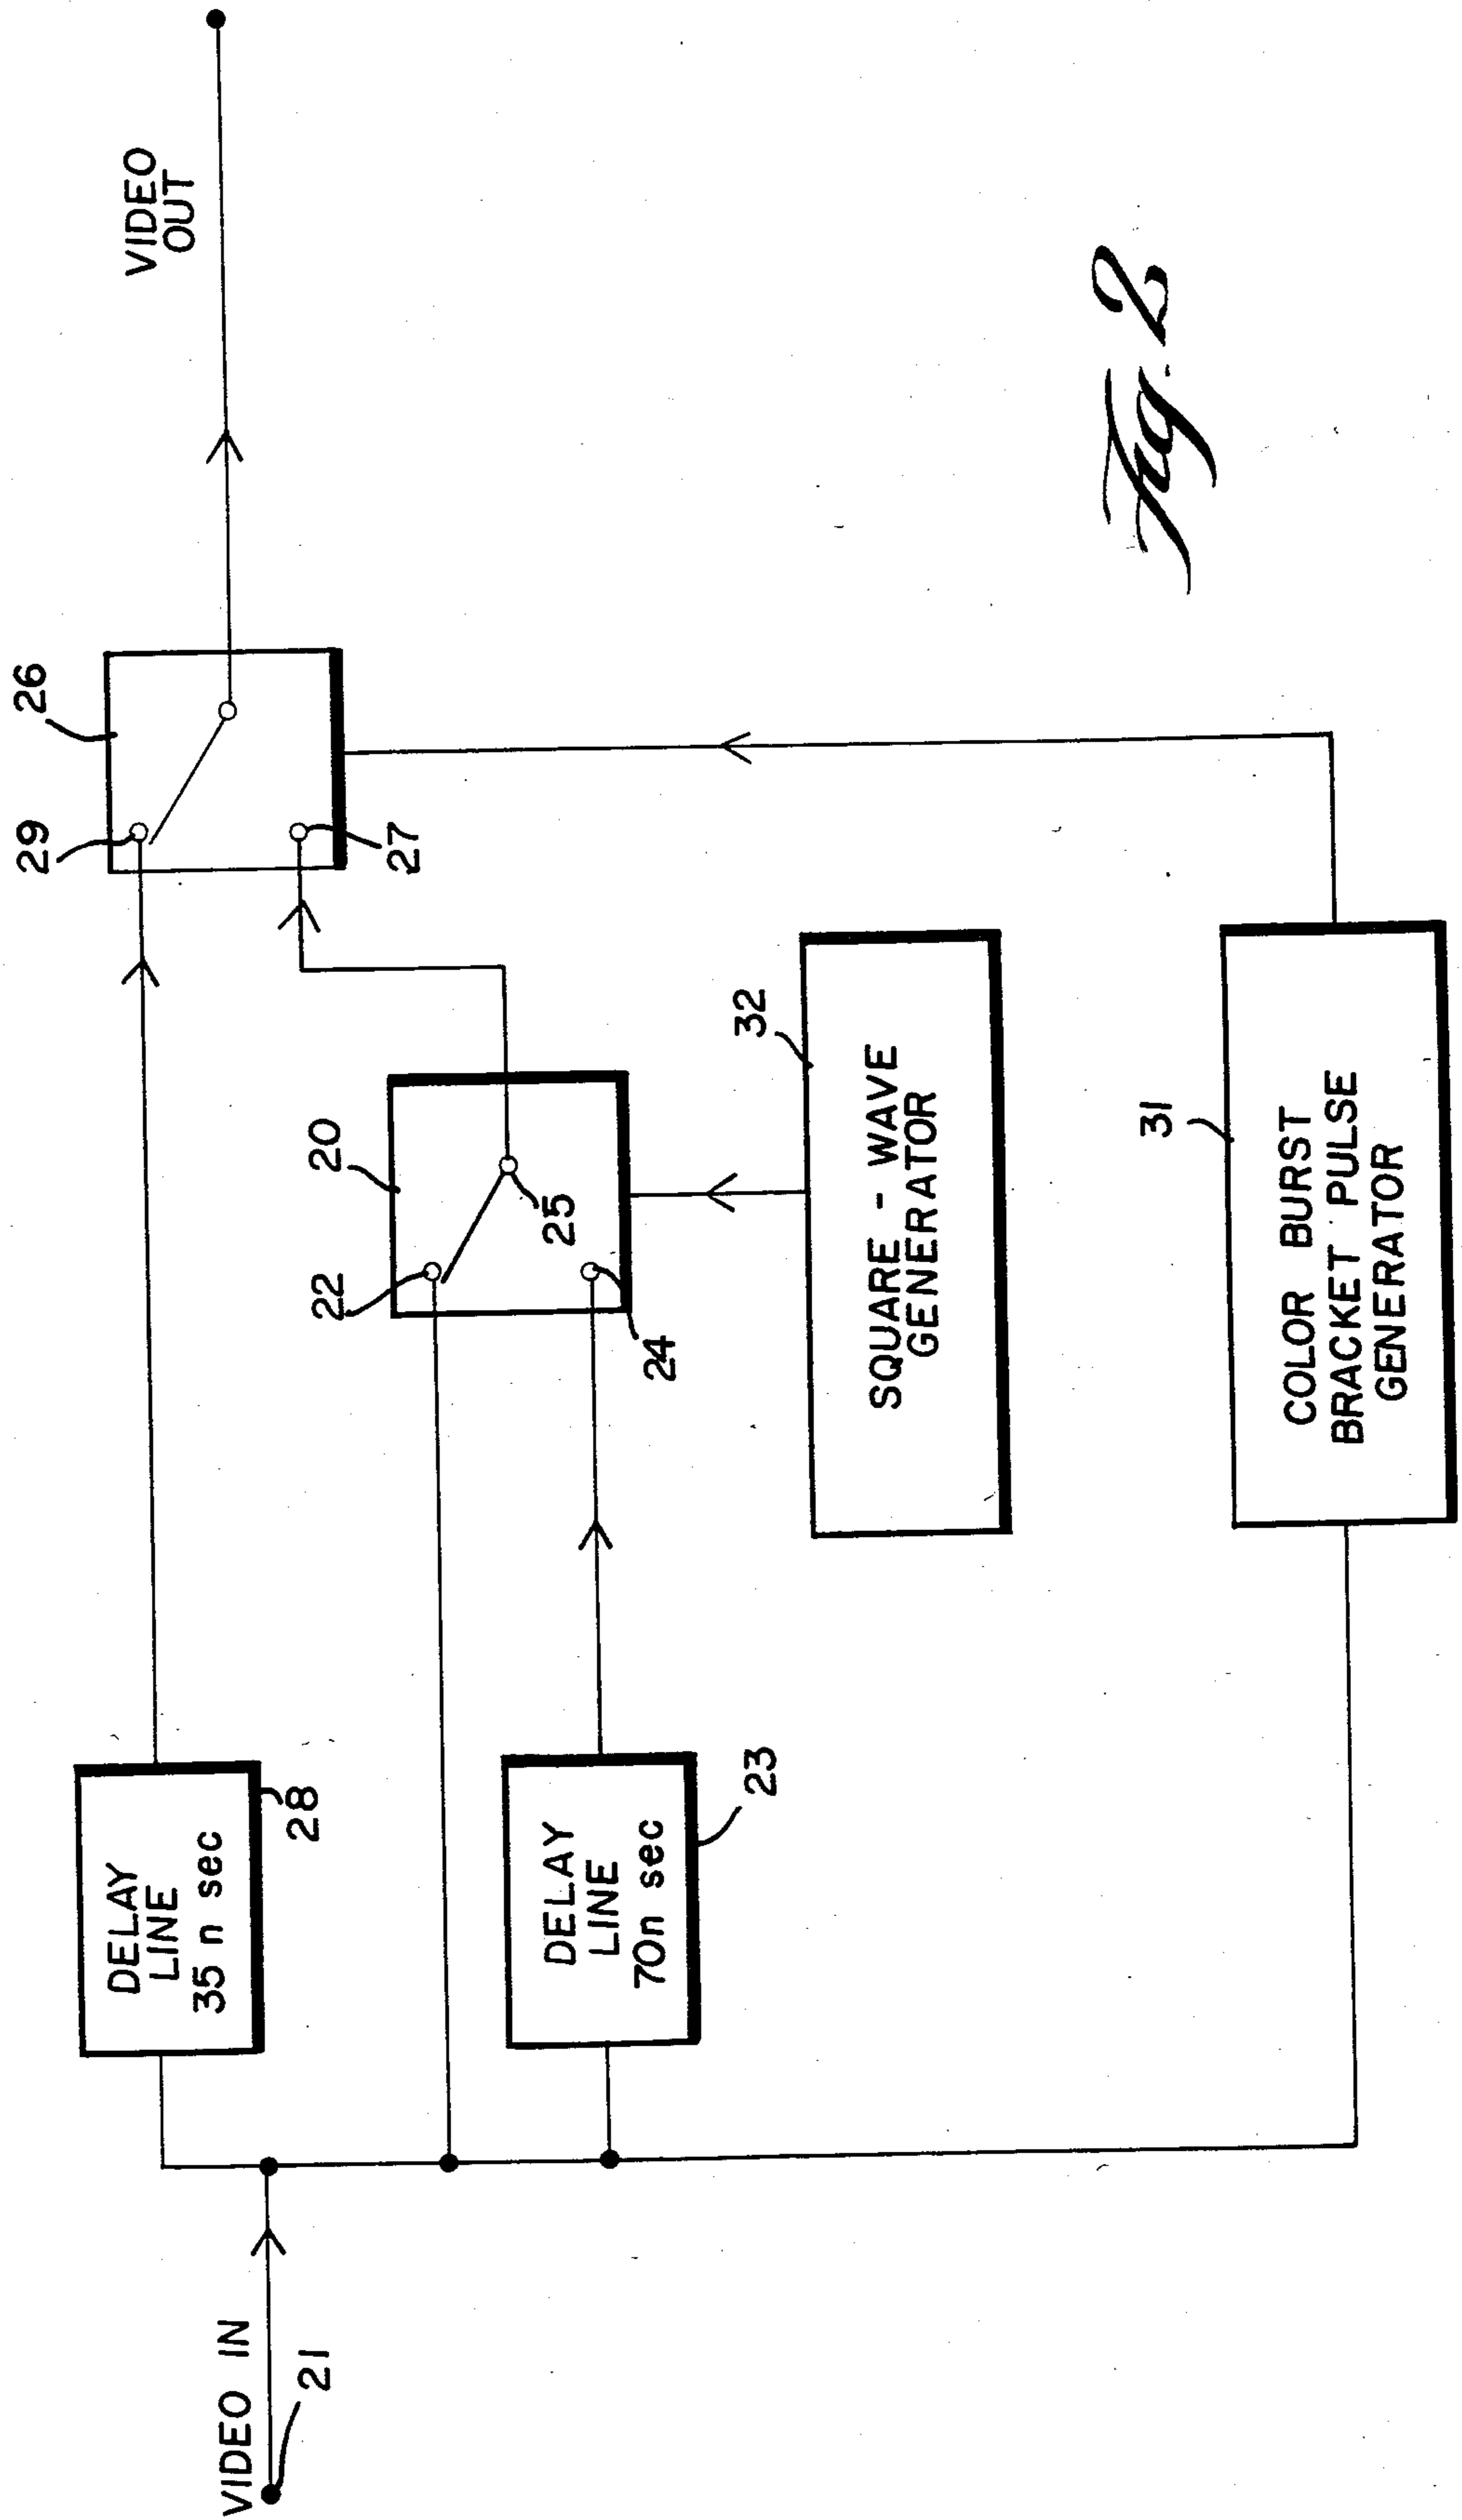 VIDEO IN
21
DELAY
LINE
35 n sec
28
DELAY
LINE
70n sec
23
22
20
24
25
29
26
27
VIDEO
OUT
32
SQUARE - WAVE
GENERATOR
31
COLOR BURST
BRACKET PULSE
GENERATOR
Fig. 2